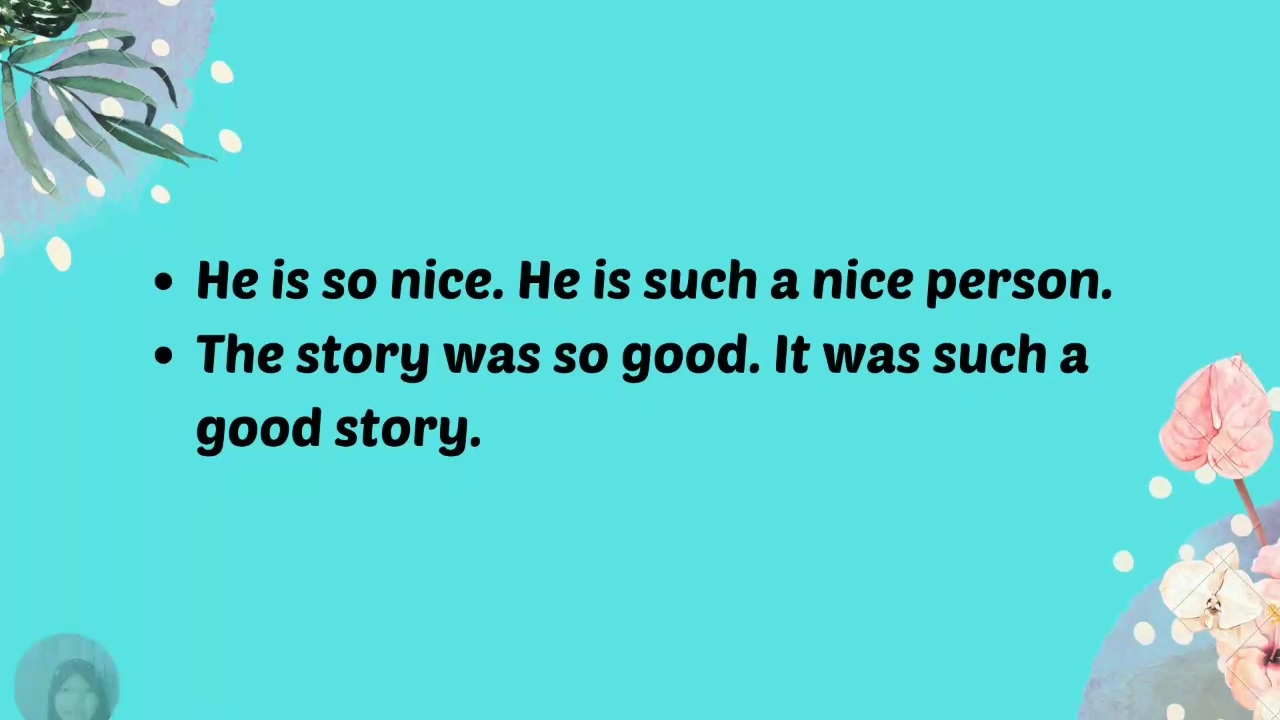 • He is so nice. He is such a nice person.
• The story was so good. It was such a
good story.